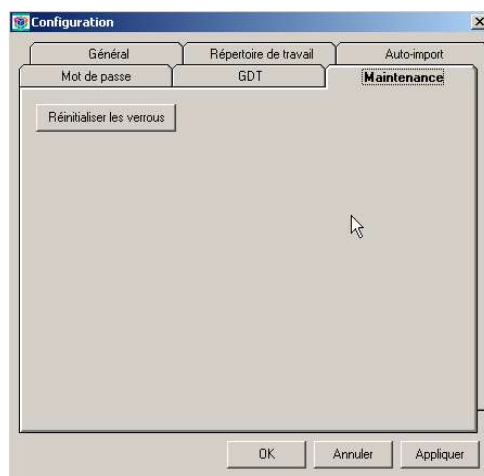 Configuration
Général Répertoire de travail Auto-import
Mot de passe GDT Maintenance
Réinitialiser les verrous
OK Annuler Appliquer